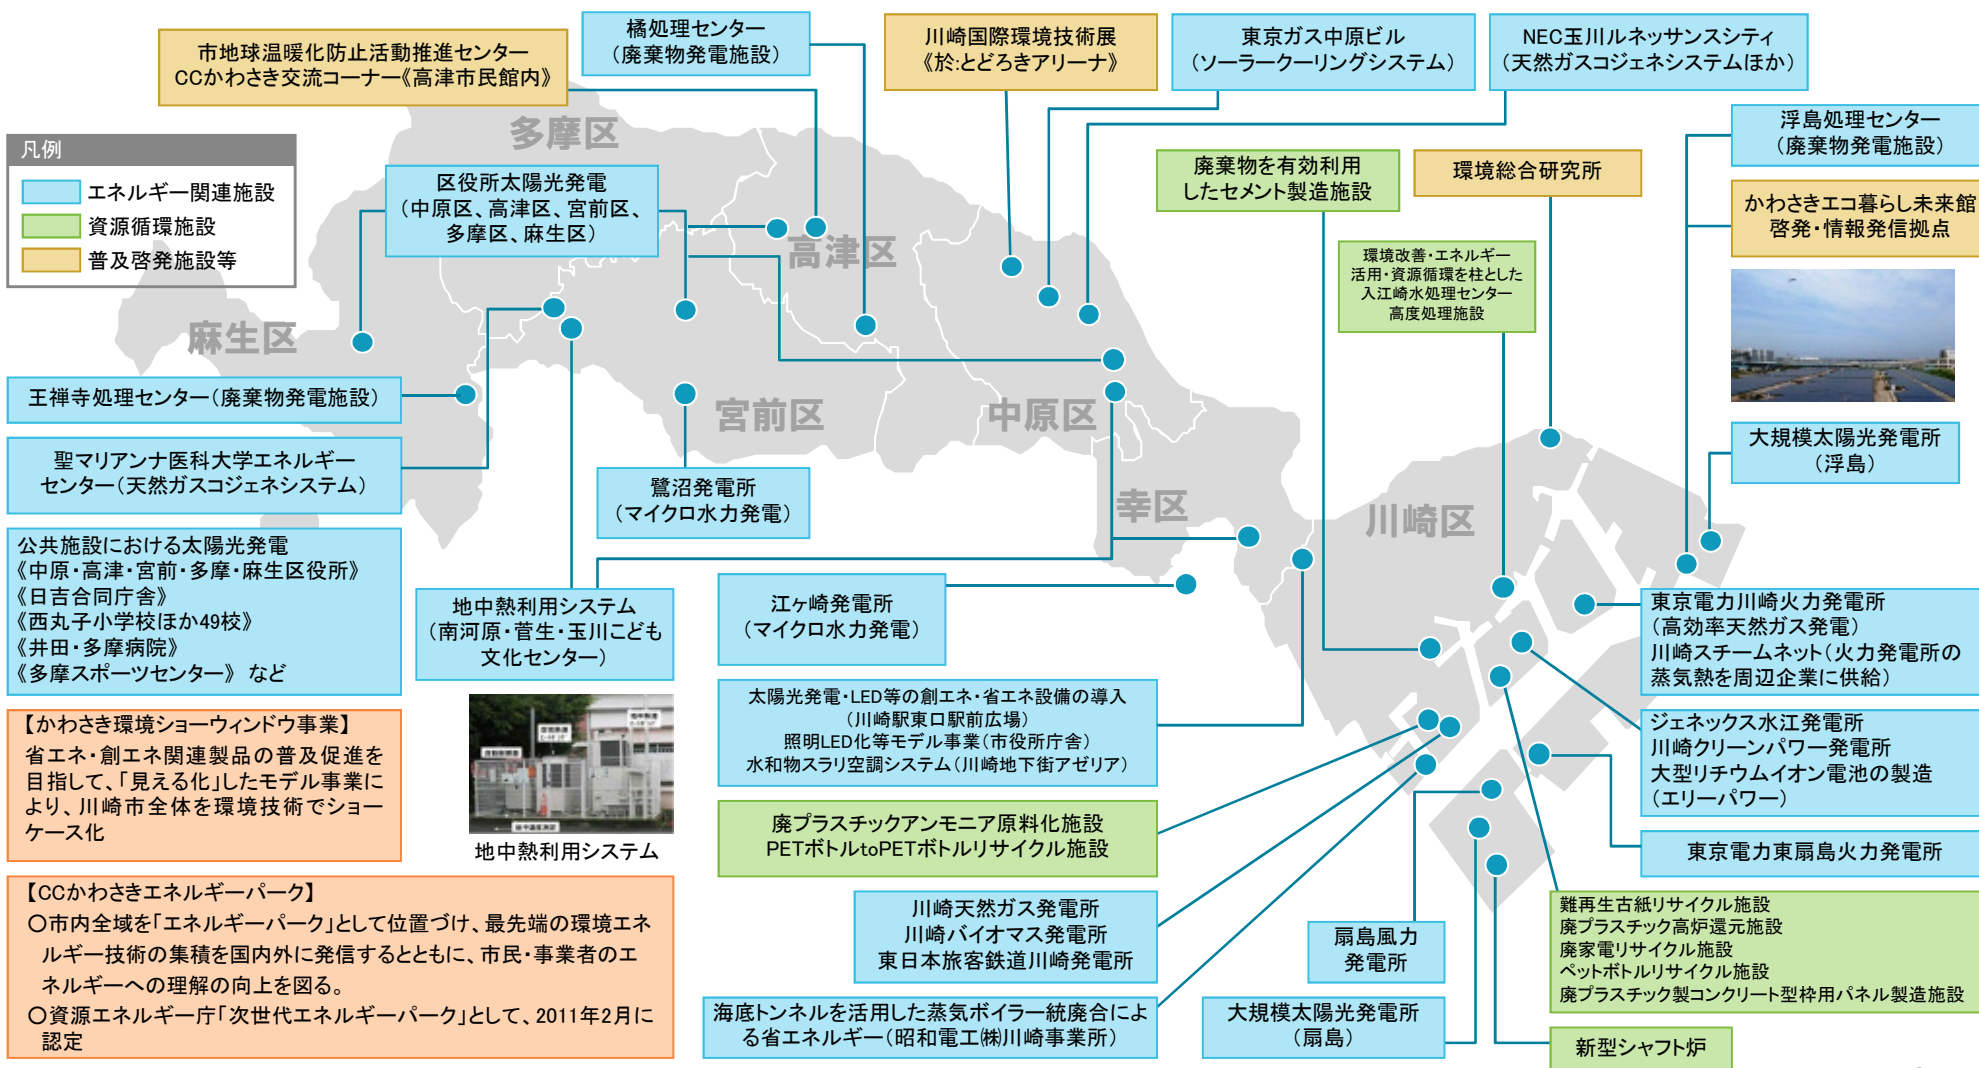 市地球温暖化防止活動推進センター
CCかわさき交流コーナー《高津市民館内》
橘処理センター
（廃棄物発電施設）
川崎国際環境技術展
《於:とどろきアリーナ》
東京ガス中原ビル
（ソーラークーリングシステム）
NEC玉川ルネッサンスシティ
（天然ガスコジェネシステムほか）
浮島処理センター
（廃棄物発電施設）
凡例
エネルギー関連施設
資源循環施設
普及啓発施設等
多摩区
区役所太陽光発電
（中原区、高津区、宮前区、
多摩区、麻生区）
高津区
廃棄物を有効利用
したセメント製造施設
環境総合研究所
かわさきエコ暮らし未来館
啓発・情報発信拠点
環境改善・エネルギー
活用・資源循環を柱とした
入江崎水処理センター
高度処理施設
麻生区
宮前区
中原区
幸区
川崎区
王禅寺処理センター（廃棄物発電施設）
聖マリアンナ医科大学エネルギー
センター（天然ガスコジェネシステム）
鷺沼発電所
（マイクロ水力発電）
大規模太陽光発電所
（浮島）
公共施設における太陽光発電
《中原・高津・宮前・多摩・麻生区役所》
《日吉合同庁舎》
《西丸子小学校ほか49校》
《井田・多摩病院》
《多摩スポーツセンター》 など
地中熱利用システム
（南河原・菅生・玉川こども
文化センター）
江ヶ崎発電所
（マイクロ水力発電）
東京電力川崎火力発電所
（高効率天然ガス発電）
川崎スチームネット（火力発電所の
蒸気熱を周辺企業に供給）
太陽光発電・LED等の創エネ・省エネ設備の導入
（川崎駅東口駅前広場）
照明LED化等モデル事業（市役所庁舎）
水和物スラリ空調システム（川崎地下街アゼリア）
ジェネックス水江発電所
川崎クリーンパワー発電所
大型リチウムイオン電池の製造
（エリーパワー）
【かわさき環境ショーウィンドウ事業】
省エネ・創エネ関連製品の普及促進を
目指して、「見える化」したモデル事業に
より、川崎市全体を環境技術でショー
ケース化
地中熱利用システム
廃プラスチックアンモニア原料化施設
PETボトルtoPETボトルリサイクル施設
東京電力東扇島火力発電所
【CCかわさきエネルギーパーク】
〇市内全域を「エネルギーパーク」として位置づけ、最先端の環境エネ
ルギー技術の集積を国内外に発信するとともに、市民・事業者のエ
ネルギーへの理解の向上を図る。
〇資源エネルギー庁「次世代エネルギーパーク」として、2011年2月に
認定
川崎天然ガス発電所
川崎バイオマス発電所
東日本旅客鉄道川崎発電所
扇島風力
発電所
難再生古紙リサイクル施設
廃プラスチック高炉還元施設
廃家電リサイクル施設
ペットボトルリサイクル施設
廃プラスチック製コンクリート型枠用パネル製造施設
海底トンネルを活用した蒸気ボイラー統廃合によ
る省エネルギー（昭和電工㈱川崎事業所）
大規模太陽光発電所
（扇島）
新型シャフト炉